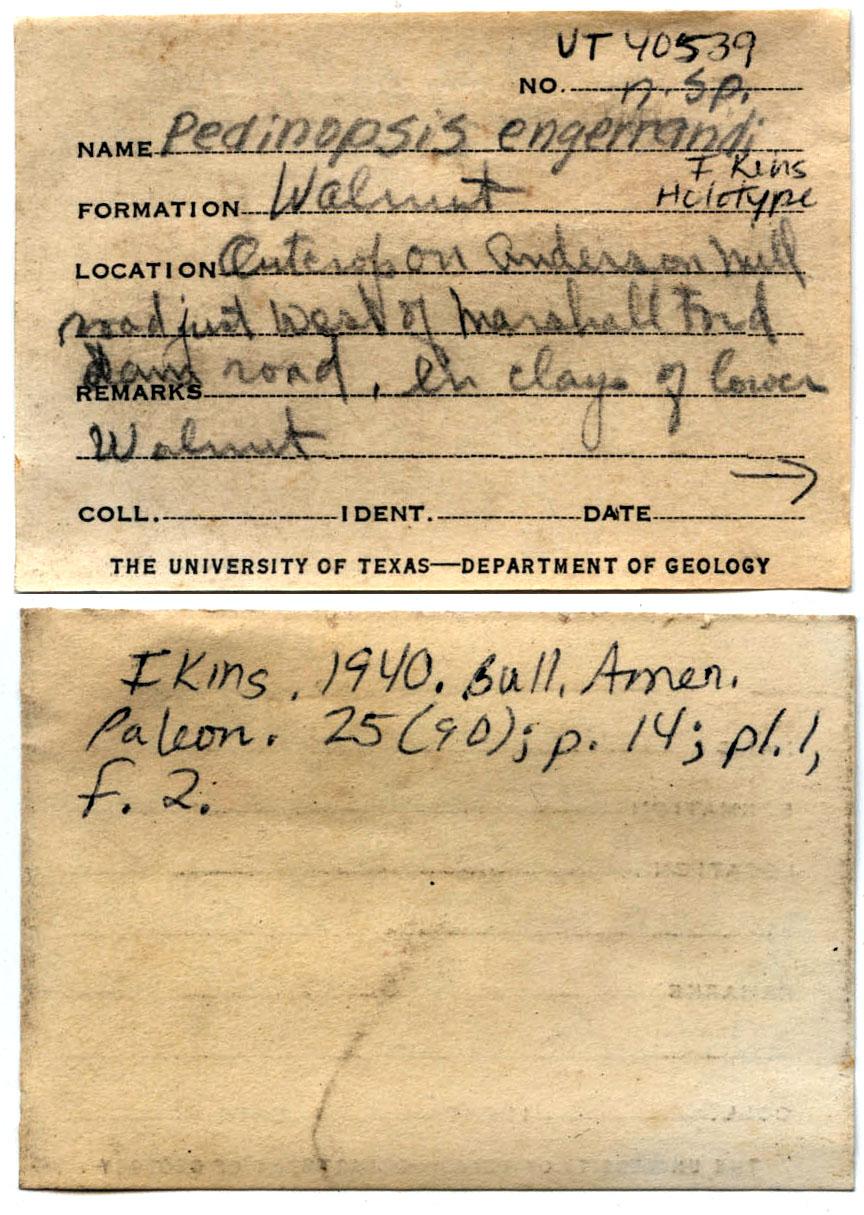 UT 40539
NO. n. sp.
NAME Pedinopsis engerrandi
Ikins
FORMATION Walnut Holotype
LOCATION Outcrop on Anderson Mill
road just west of Marshall Ford
REMARKS dam road, in clays of lower
Walnut
→
COLL. IDENT. DATE
THE UNIVERSITY OF TEXAS—DEPARTMENT OF GEOLOGY
Ikins, 1940. Bull. Amer.
Paleon. 25(90); p. 14; pl. 1,
f. 2.